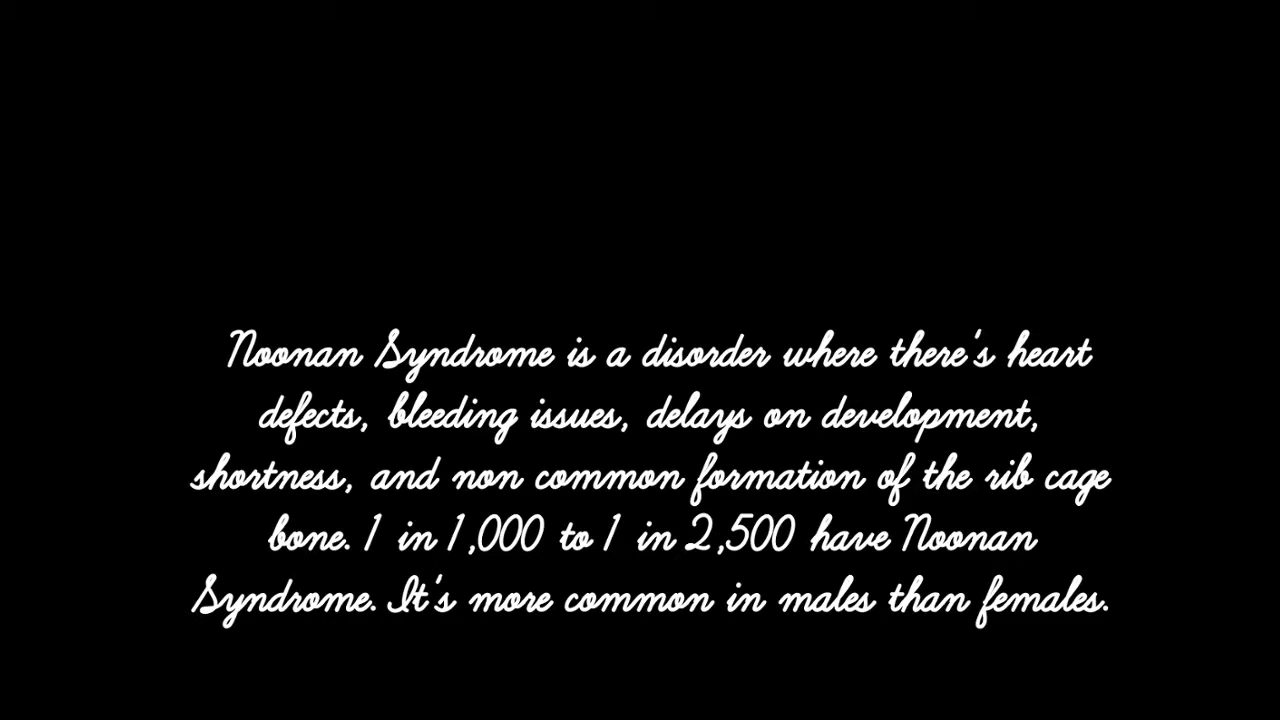 Noonan Syndrome is a disorder where there's heart
defects, bleeding issues, delays on development,
shortness, and non common formation of the rib cage
bone. 1 in 1,000 to 1 in 2,500 have Noonan
Syndrome. It's more common in males than females.